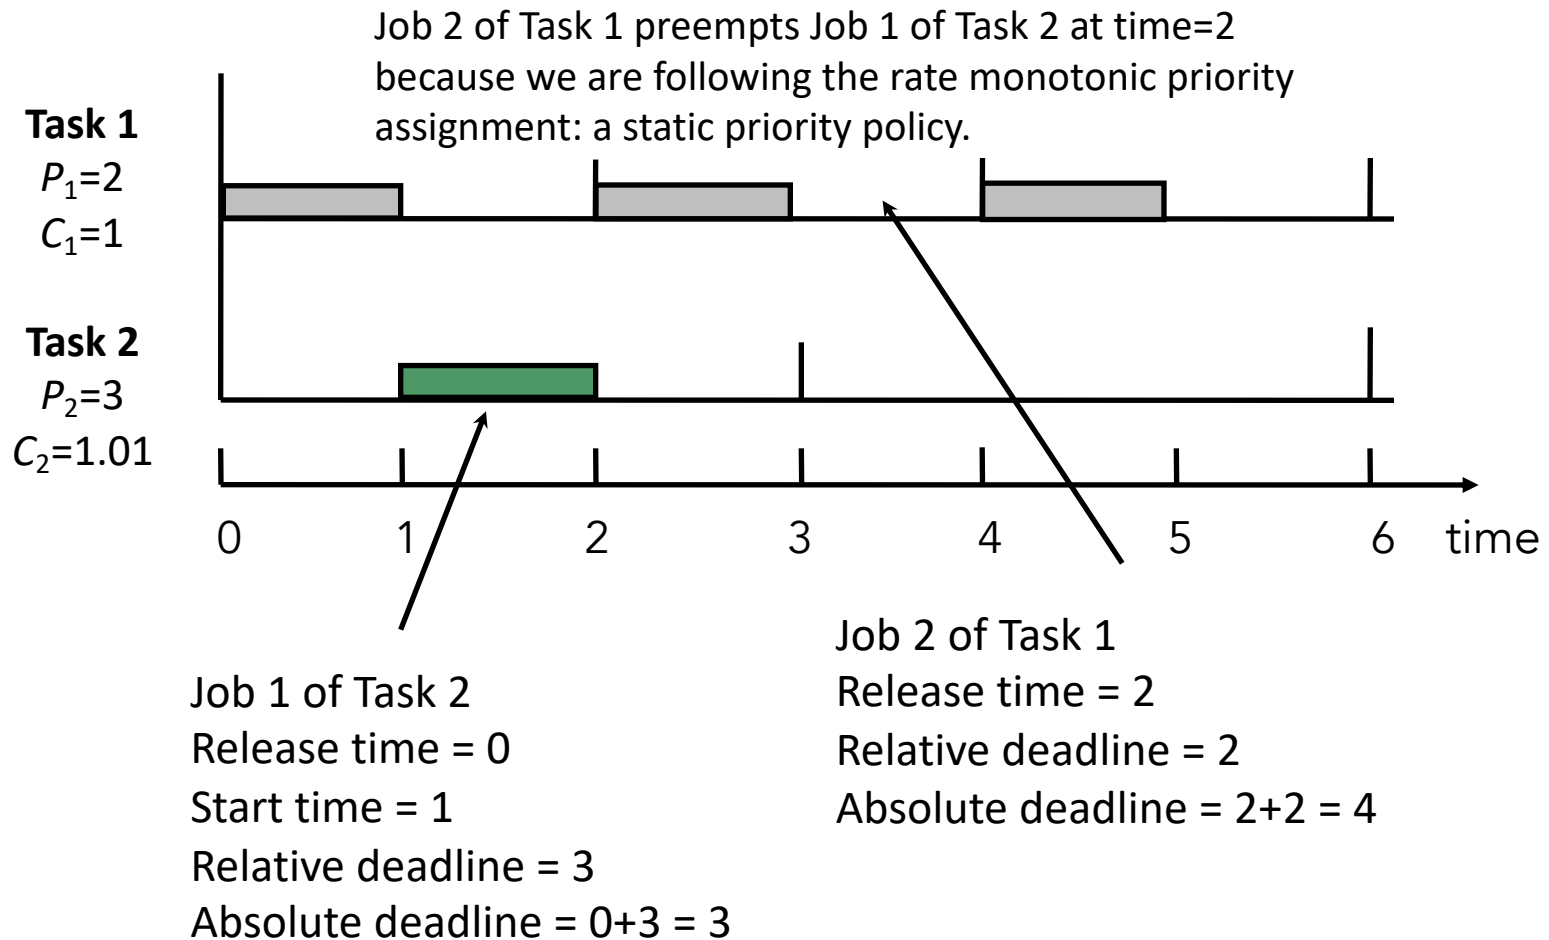 Job 2 of Task 1 preempts Job 1 of Task 2 at time=2
because we are following the rate monotonic priority
assignment: a static priority policy.
Task 1
P₁=2
C₁=1
Task 2
P₂=3
C₂=1.01
0 1 2 3 4 5 6 time
Job 1 of Task 2
Release time = 0
Start time = 1
Relative deadline = 3
Absolute deadline = 0+3 = 3
Job 2 of Task 1
Release time = 2
Relative deadline = 2
Absolute deadline = 2+2 = 4